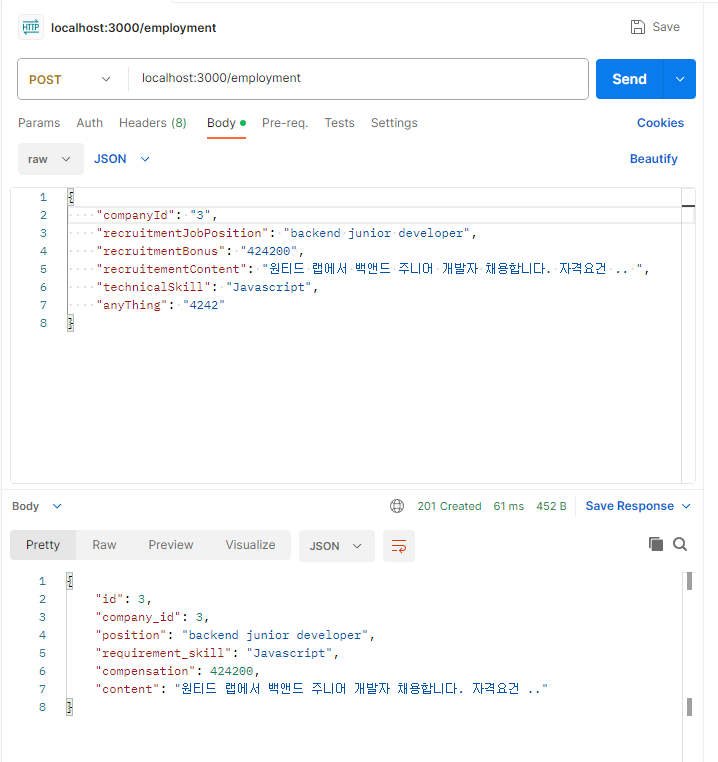 HTTP localhost:3000/employment Save
POST localhost:3000/employment Send
Params Auth Headers (8) Body Pre-req. Tests Settings Cookies
raw JSON Beautify
1 {
2 "companyId": "3",
3 "recruitmentJobPosition": "backend junior developer",
4 "recruitmentBonus": "424200",
5 "recruitementContent": "원티드 랩에서 백앤드 주니어 개발자 채용합니다. 자격요건 .. ",
6 "technicalSkill": "Javascript",
7 "anyThing": "4242"
8 }
Body 201 Created 61 ms 452 B Save Response
Pretty Raw Preview Visualize JSON
1 {
2 "id": 3,
3 "company_id": 3,
4 "position": "backend junior developer",
5 "requirement_skill": "Javascript",
6 "compensation": 424200,
7 "content": "원티드 랩에서 백앤드 주니어 개발자 채용합니다. 자격요건 .."
8 }